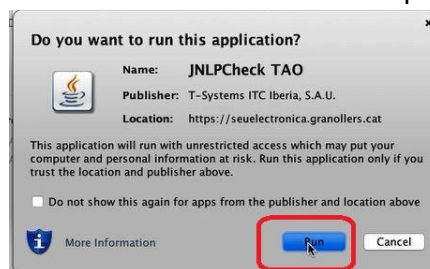 Do you want to run this application?
Name: JNLPCheck TAO
Publisher: T-Systems ITC Iberia, S.A.U.
Location: https://seuelectronica.granollers.cat
This application will run with unrestricted access which may put your
computer and personal information at risk. Run this application only if you
trust the location and publisher above.
Do not show this again for apps from the publisher and location above
More Information Run Cancel